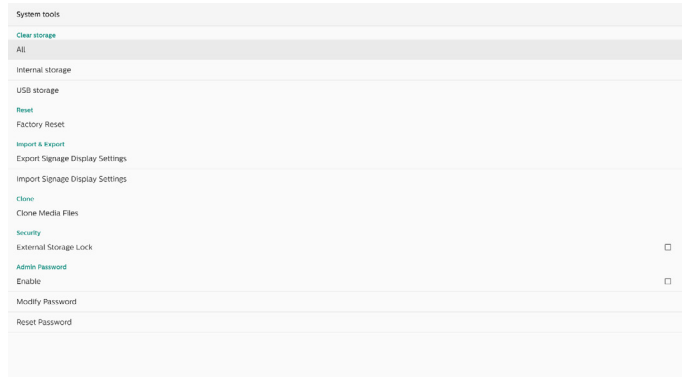 System tools
Clear storage
All
Internal storage
USB storage
Reset
Factory Reset
Import & Export
Export Signage Display Settings
Import Signage Display Settings
Clone
Clone Media Files
Security
External Storage Lock
Admin Password
Enable
Modify Password
Reset Password